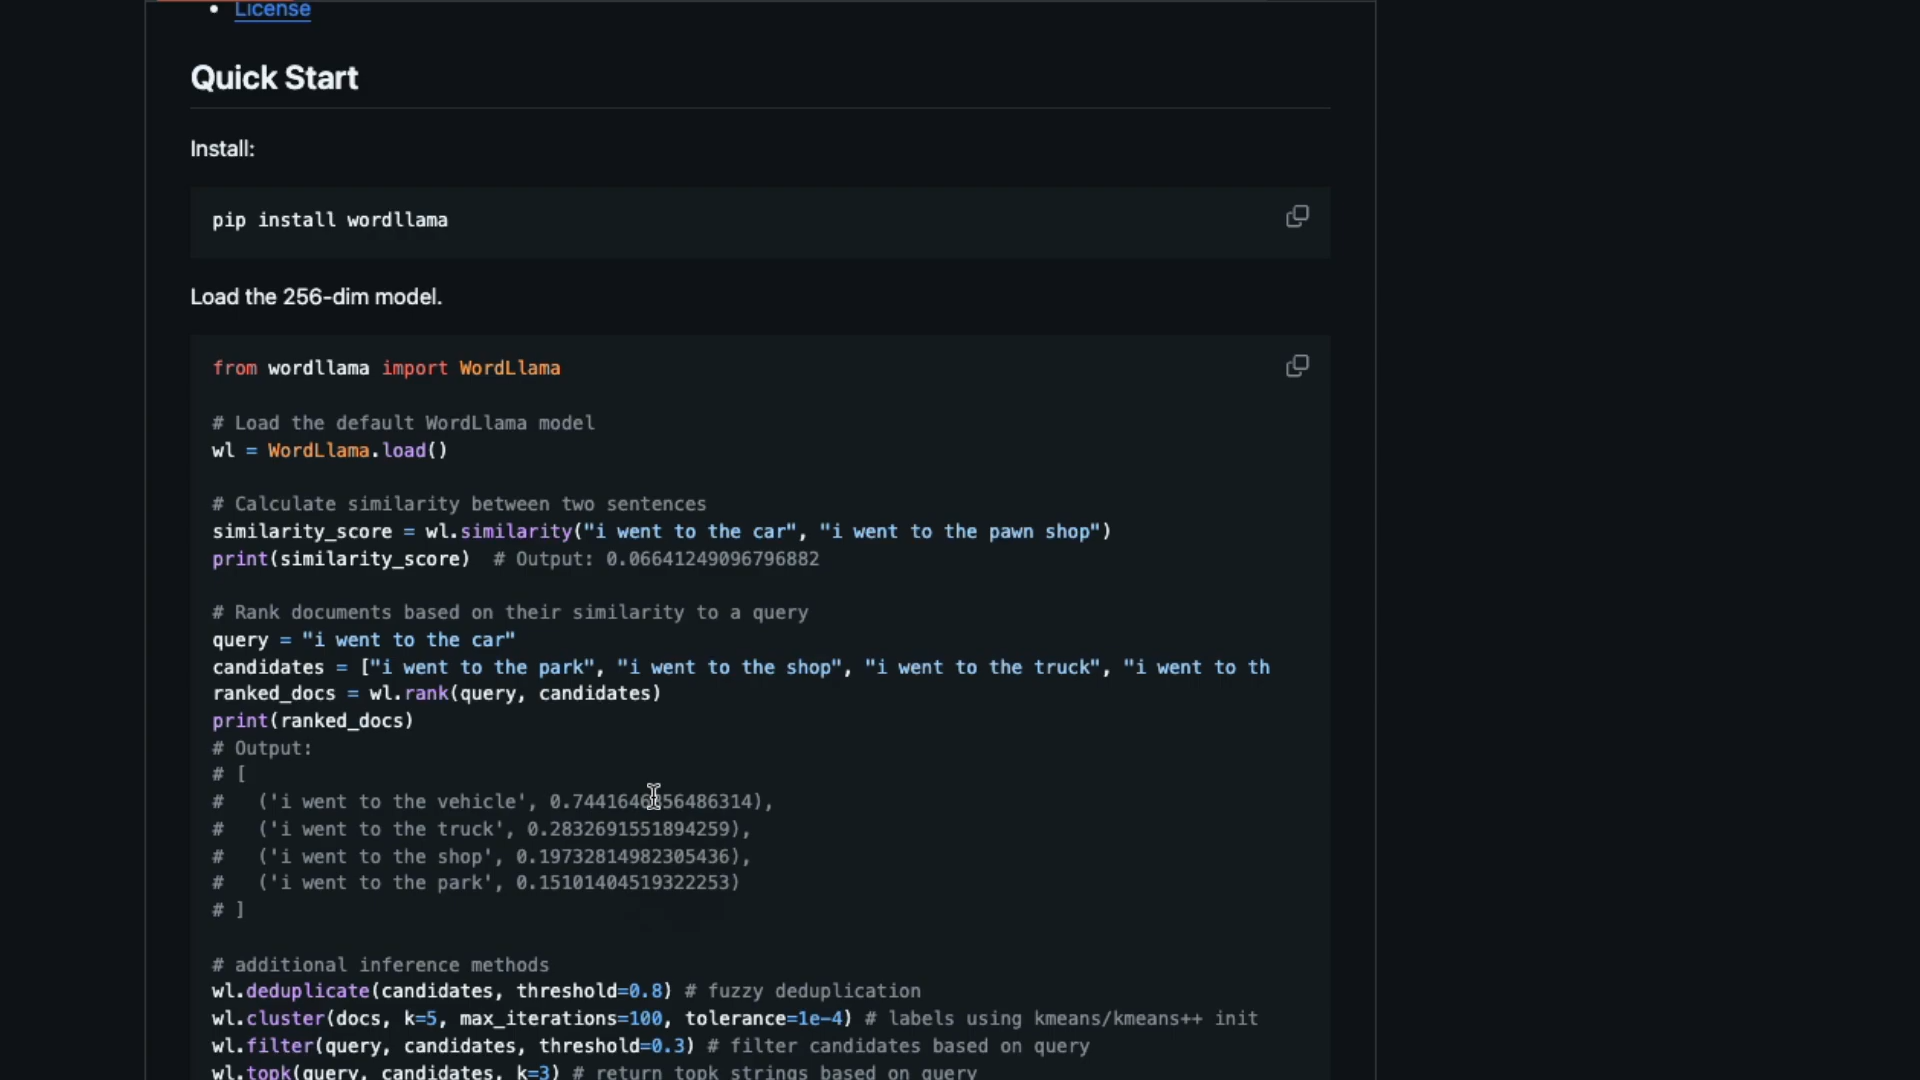 License
Quick Start
Install:
pip install wordllama
Load the 256-dim model.
from wordllama import WordLlama
# Load the default WordLlama model
wl = WordLlama.load()
# Calculate similarity between two sentences
similarity_score = wl.similarity("i went to the car", "i went to the pawn shop")
print(similarity_score)  # Output: 0.06641249096796882
# Rank documents based on their similarity to a query
query = "i went to the car"
candidates = ["i went to the park", "i went to the shop", "i went to the truck", "i went to th
ranked_docs = wl.rank(query, candidates)
print(ranked_docs)
# Output:
# [
#   ('i went to the vehicle',
#   ('i went to the truck', 0.2832691551894259),
#   ('i went to the shop', 0.19732814982305436),
#   ('i went to the park', 0.15101404519322253)
# ]
# additional inference methods
wl.deduplicate(candidates, threshold=0.8) # fuzzy deduplication
wl.cluster(docs, k=5, max_iterations=100, tolerance=1e-4) # labels using kmeans/kmeans++ init
wl.filter(query, candidates, threshold=0.3) # filter candidates based on query
wl.topk(query, candidates, k=3) # return topk strings based on query